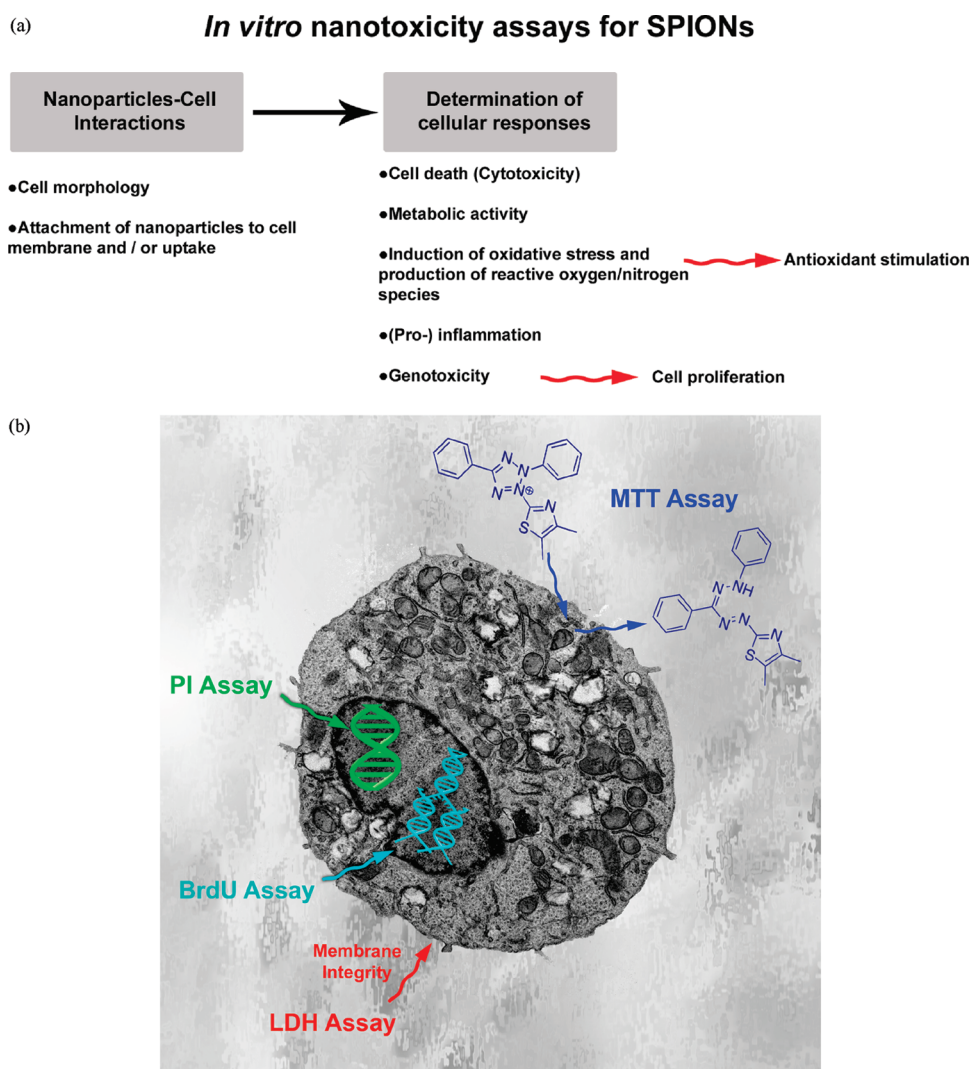 (a)
In vitro nanotoxicity assays for SPIONs
Nanoparticles-Cell
Interactions
Determination of
cellular responses
●Cell morphology
●Attachment of nanoparticles to cell
membrane and / or uptake
●Cell death (Cytotoxicity)
●Metabolic activity
●Induction of oxidative stress and
production of reactive oxygen/nitrogen
species
Antioxidant stimulation
●(Pro-) inflammation
●Genotoxicity
Cell proliferation
(b)
N
N
N
N
⊕
N
S
MTT Assay
N
NH
N
N
N
S
PI Assay
BrdU Assay
Membrane
Integrity
LDH Assay